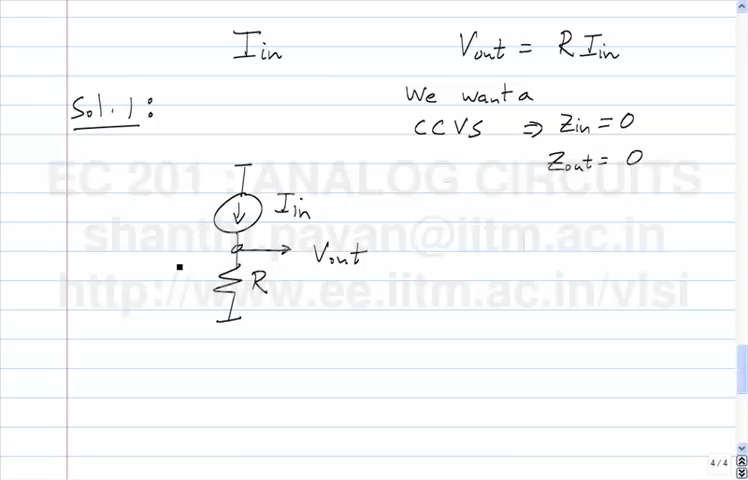 Iin
Vout = R Iin
Sol. 1 :
We want a
CCVS ⇒ Zin = 0
Zout = 0
EC 201 : ANALOG CIRCUITS
Iin
shanthi.pavan@iitm.ac.in
Vout
R
http://www.ee.iitm.ac.in/vlsi
4/4